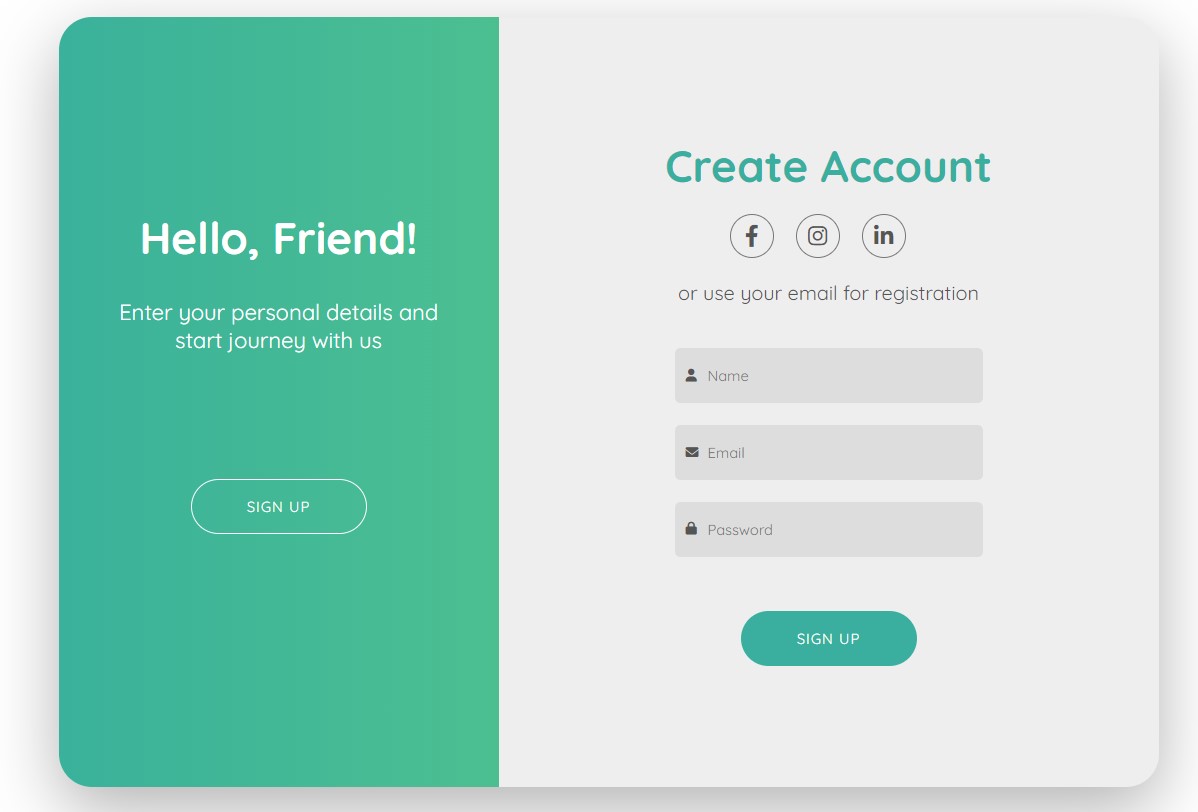 Hello, Friend!
Enter your personal details and
start journey with us
SIGN UP
Create Account
or use your email for registration
Name
Email
Password
SIGN UP